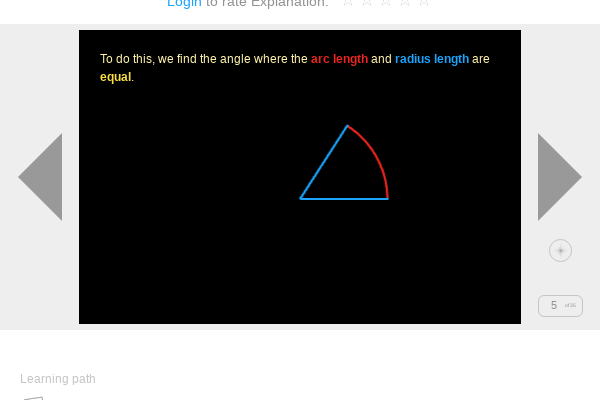 Login to rate Explanation:
To do this, we find the angle where the arc length and radius length are
equal.
5 of 26
Learning path